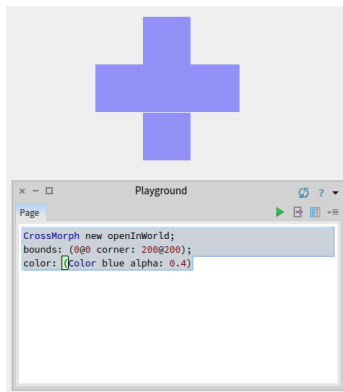 Playground
?
Page
CrossMorph new openInWorld;
bounds: (0@0 corner: 200@200);
color: (Color blue alpha: 0.4)